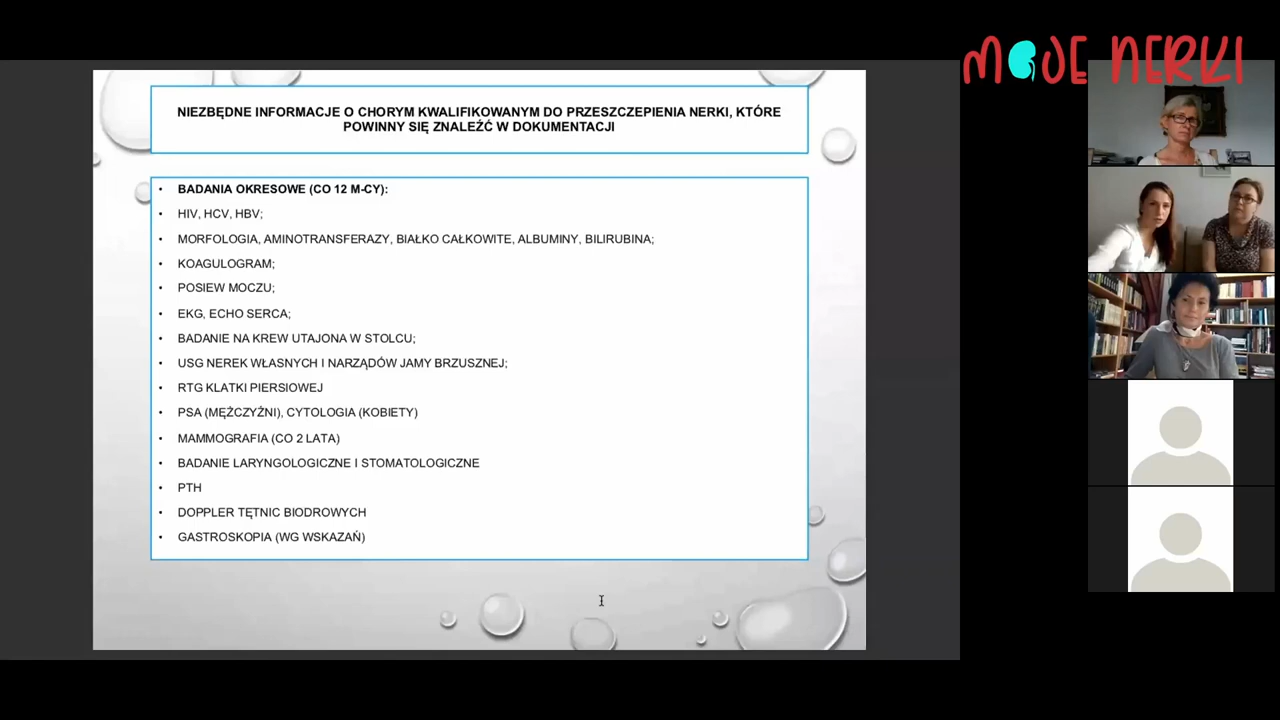 MOJE NERKI
NIEZBĘDNE INFORMACJE O CHORYM KWALIFIKOWANYM DO PRZESZCZEPIENIA NERKI, KTÓRE
POWINNY SIĘ ZNALEŹĆ W DOKUMENTACJI
• BADANIA OKRESOWE (CO 12 M-CY):
• HIV, HCV, HBV;
• MORFOLOGIA, AMINOTRANSFERAZY, BIAŁKO CAŁKOWITE, ALBUMINY, BILIRUBINA;
• KOAGULOGRAM;
• POSIEW MOCZU;
• EKG, ECHO SERCA;
• BADANIE NA KREW UTAJONA W STOLCU;
• USG NEREK WŁASNYCH I NARZĄDÓW JAMY BRZUSZNEJ;
• RTG KLATKI PIERSIOWEJ
• PSA (MĘŻCZYŹNI), CYTOLOGIA (KOBIETY)
• MAMMOGRAFIA (CO 2 LATA)
• BADANIE LARYNGOLOGICZNE I STOMATOLOGICZNE
• PTH
• DOPPLER TĘTNIC BIODROWYCH
• GASTROSKOPIA (WG WSKAZAŃ)